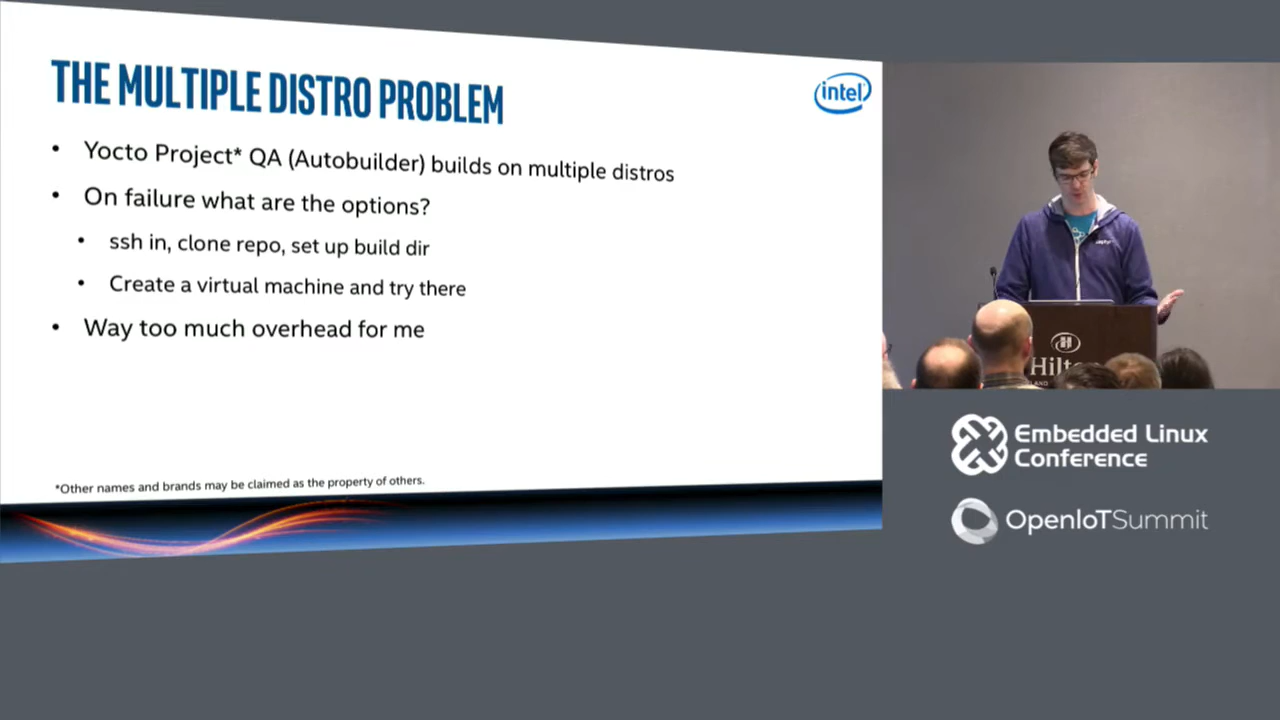 THE MULTIPLE DISTRO PROBLEM
intel
• Yocto Project* QA (Autobuilder) builds on multiple distros
• On failure what are the options?
• ssh in, clone repo, set up build dir
• Create a virtual machine and try there
• Way too much overhead for me
*Other names and brands may be claimed as the property of others.
zephyr
Hilton
Embedded Linux
Conference
OpenIoTSummit